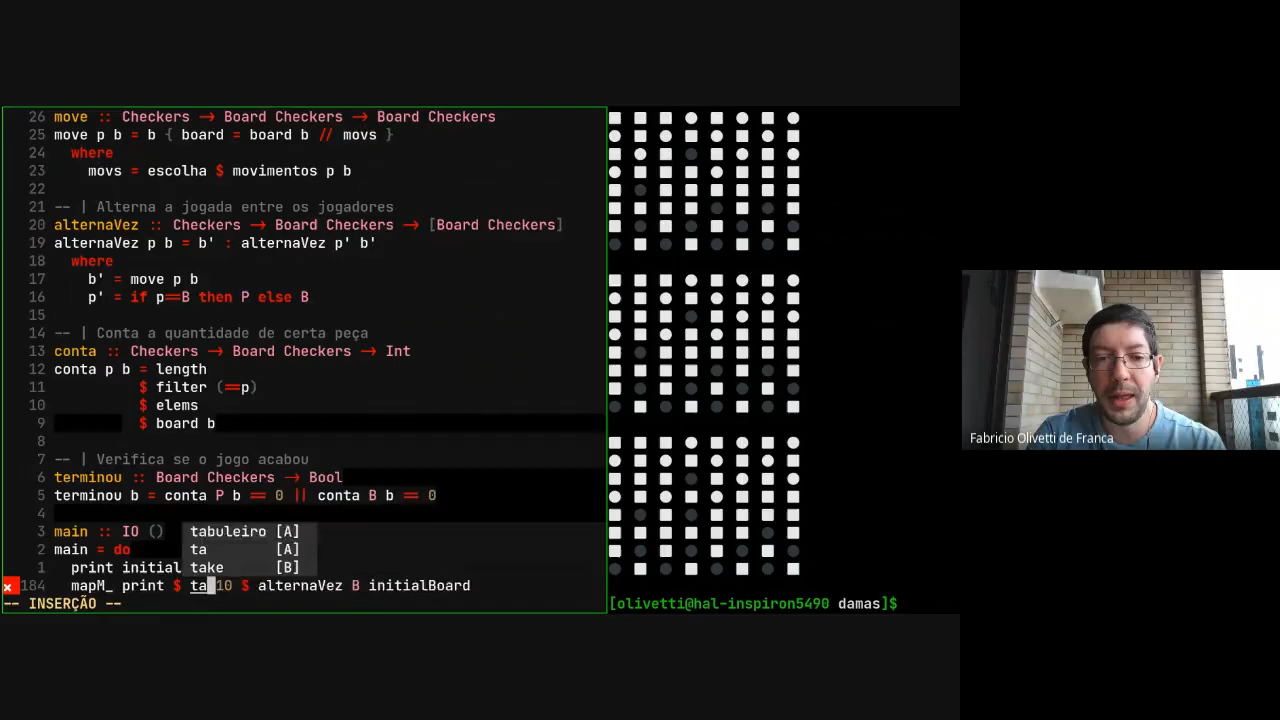 26 move :: Checkers → Board Checkers → Board Checkers
25 move p b = b { board = board b // movs }
24 where
23 movs = escolha $ movimentos p b
22
21 -- | Alterna a jogada entre os jogadores
20 alternaVez :: Checkers → Board Checkers → [Board Checkers]
19 alternaVez p b = b' : alternaVez p' b'
18 where
17 b' = move p b
16 p' = if p==B then P else B
15
14 -- | Conta a quantidade de certa peça
13 conta :: Checkers → Board Checkers → Int
12 conta p b = length
11 $ filter (==p)
10 $ elems
9 $ board b
8
7 -- | Verifica se o jogo acabou
6 terminou :: Board Checkers → Bool
5 terminou b = conta P b == 0 || conta B b == 0
4
3 main :: IO () tabuleiro [A]
2 main = do ta [A]
1 print initial take [B]
184 mapM_ print $ ta 10 $ alternaVez B initialBoard
-- INSERÇÃO --
[olivetti@hal-inspiron5490 damas]$
Fabricio Olivetti de Franca